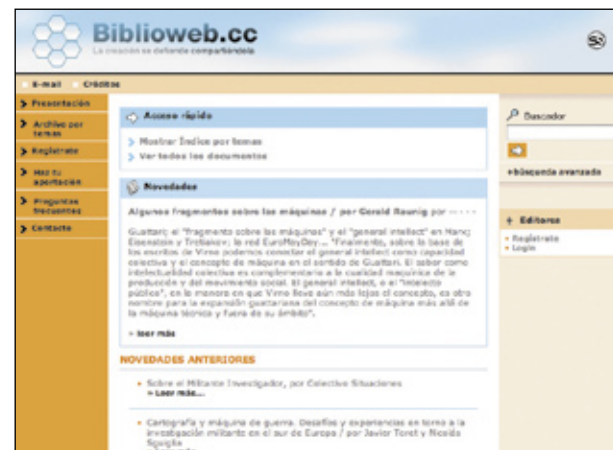 Biblioweb.cc
La creación se defiende compartiéndola
E-mail Créditos
Presentación
Archivo por
temas
Regístrate
Haz tu
aportación
Preguntas
frecuentes
Contacto
Acceso rápido
Mostrar Índice por temas
Ver todos los documentos
Novedades
Algunos fragmentos sobre las máquinas / por Gerald Raunig por -- - - -
Guattari; el "fragmento sobre las máquinas" y el "general intellect" en Marx;
Eisenstein y Tretiakov; la red EuroMayDay... "Finalmente, sobre la base de
los escritos de Virno podemos conectar el general intellect como capacidad
colectiva y el concepto de máquina en el sentido de Guattari. El saber como
intelectualidad colectiva es complementario a la cualidad maquínica de la
producción y del movimiento social. El general intellect, o el "intelecto
público", en la manera en que Virno lleva aún más lejos el concepto, es otro
nombre para la expansión guattariana del concepto de máquina más allá de
la máquina técnica y fuera de su ámbito".
» leer más
NOVEDADES ANTERIORES
Sobre el Militante Investigador, por Colectivo Situaciones
» Leer más...
Cartografía y máquina de guerra. Desafíos y experiencias en torno a la
investigación militante en el sur de Europa / por Javier Toret y Nicolás
Sguiglia
Buscador
+búsqueda avanzada
+ Editores
Regístrate
Login